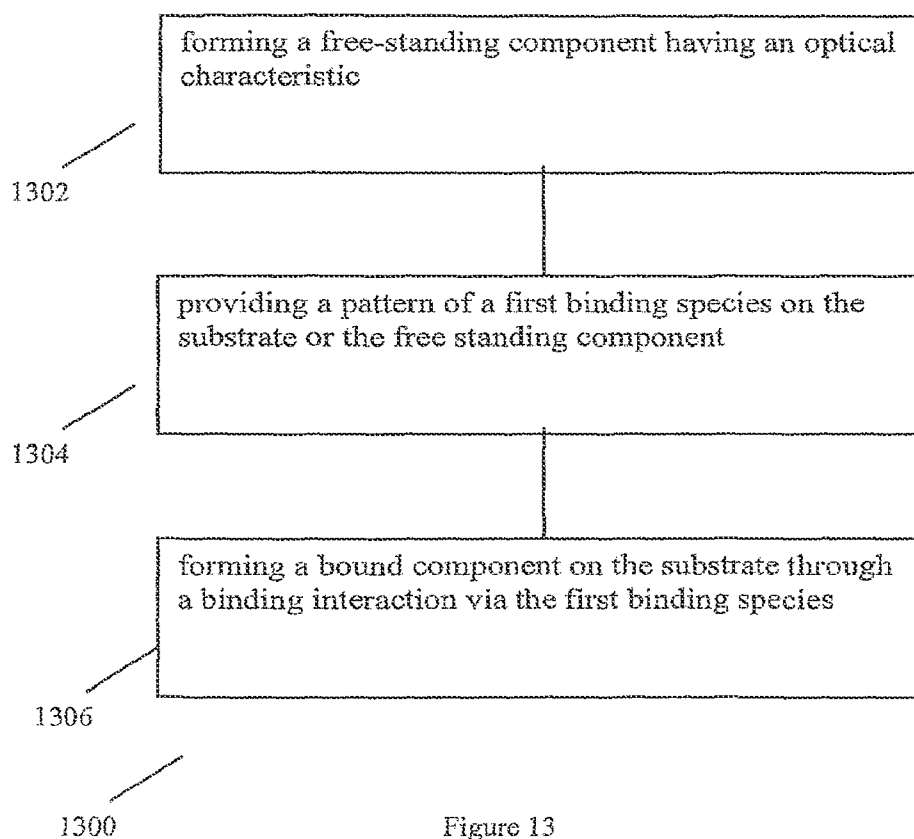 forming a free-standing component having an optical
characteristic
1302
providing a pattern of a first binding species on the
substrate or the free standing component
1304
forming a bound component on the substrate through
a binding interaction via the first binding species
1306
1300
Figure 13